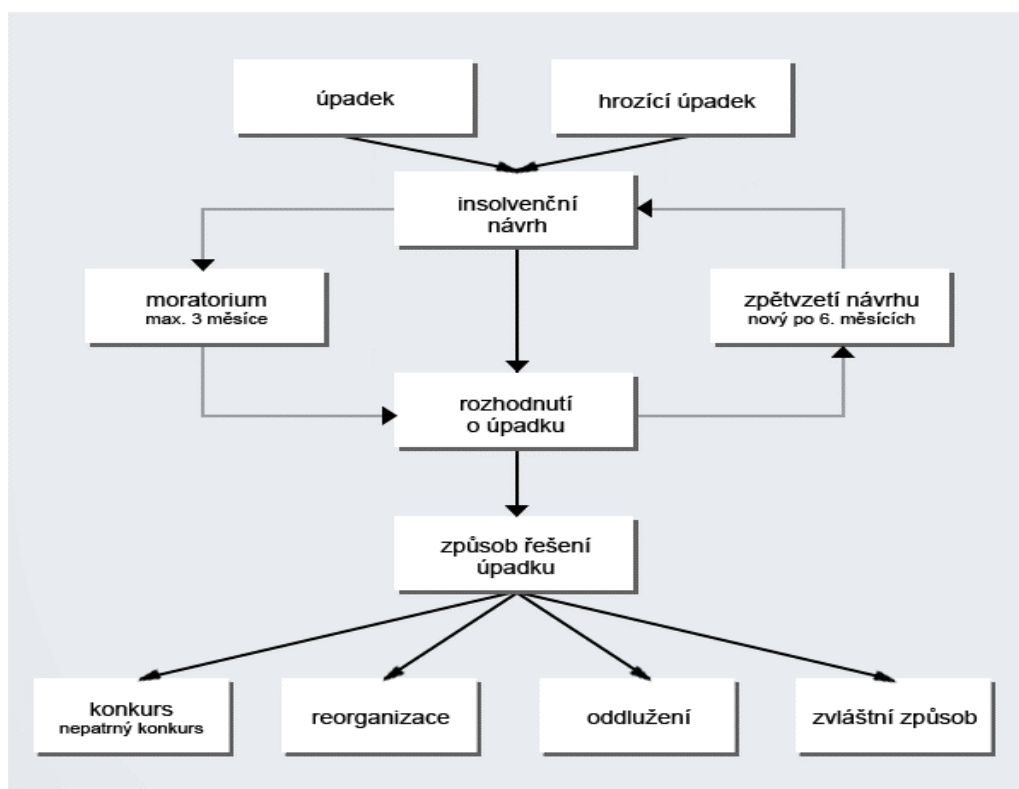 úpadek
hrozící úpadek
insolvenční
návrh
moratorium
max. 3 měsíce
zpětvzetí návrhu
nový po 6. měsících
rozhodnutí
o úpadku
způsob řešení
úpadku
konkurs
nepatrný konkurs
reorganizace
oddlužení
zvláštní způsob